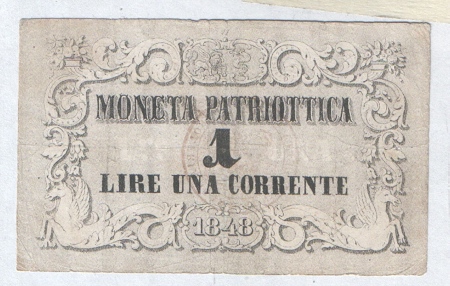 MONETA PATRIOTTICA
1
LIRE UNA CORRENTE
1848